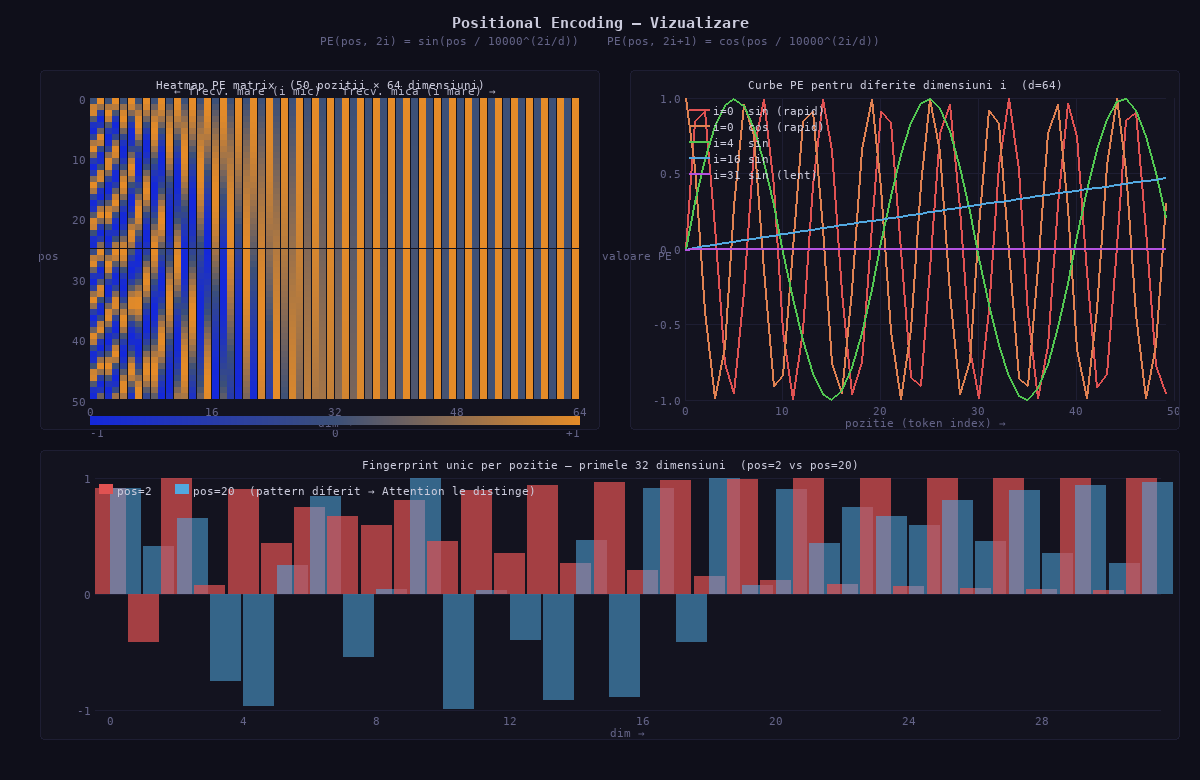 Positional Encoding — Vizualizare
PE(pos, 2i) = sin(pos / 10000^(2i/d))    PE(pos, 2i+1) = cos(pos / 10000^(2i/d))
Heatmap PE matrix  (50 pozitii × 64 dimensiuni)
← frecv. mare (i mic)   frecv. mica (i mare) →
0
10
20
pos
30
40
50
0 16 32 48 64
dim →
-1 0 +1
Curbe PE pentru diferite dimensiuni i  (d=64)
1.0
i=0  sin (rapid)
i=0  cos (rapid)
i=4  sin
i=16 sin
i=31 sin (lent)
0.5
0.0
valoare PE
-0.5
-1.0
0 10 20 30 40 50
pozitie (token index) →
Fingerprint unic per pozitie — primele 32 dimensiuni  (pos=2 vs pos=20)
1
pos=2    pos=20  (pattern diferit → Attention le distinge)
0
-1
0 4 8 12 16 20 24 28
dim →